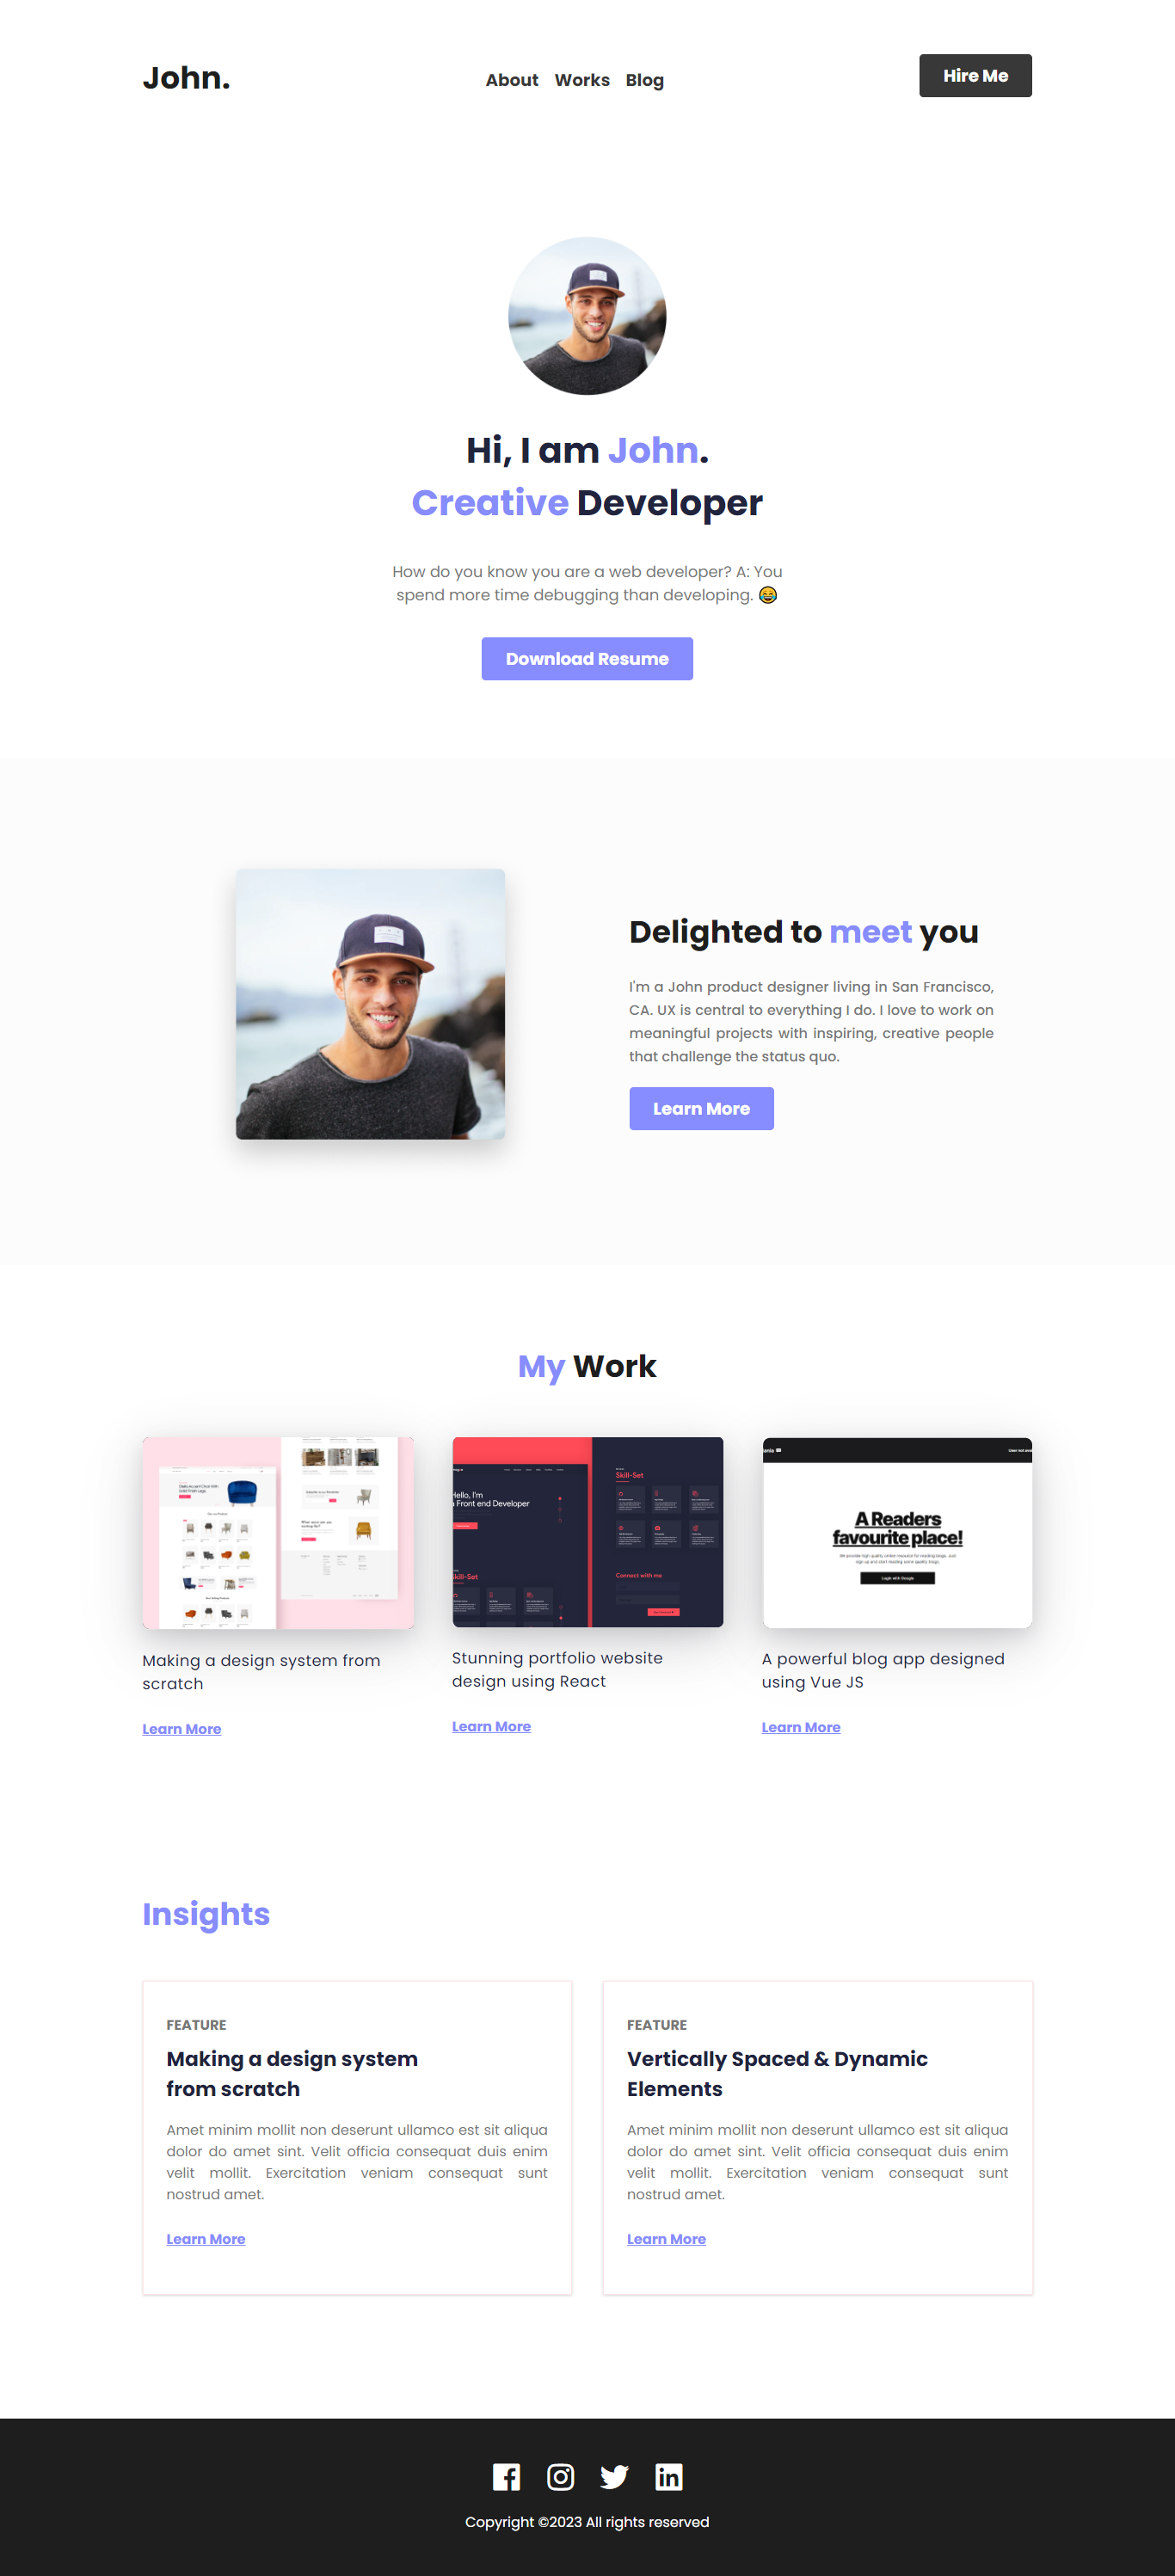 John.
About Works Blog
Hire Me
Hi, I am John.
Creative Developer
How do you know you are a web developer? A: You
spend more time debugging than developing. 😂
Download Resume
Delighted to meet you
I'm a John product designer living in San Francisco,
CA. UX is central to everything I do. I love to work on
meaningful projects with inspiring, creative people
that challenge the status quo.
Learn More
My Work
Hello, I'm
Front end Developer
Skill-Set
Skill-Set
Connect with me
A Readers
favourite place!
Login with Google
Making a design system from
scratch
Learn More
Stunning portfolio website
design using React
Learn More
A powerful blog app designed
using Vue JS
Learn More
Insights
FEATURE
Making a design system
from scratch
Amet minim mollit non deserunt ullamco est sit aliqua
dolor do amet sint. Velit officia consequat duis enim
velit mollit. Exercitation veniam consequat sunt
nostrud amet.
Learn More
FEATURE
Vertically Spaced & Dynamic
Elements
Amet minim mollit non deserunt ullamco est sit aliqua
dolor do amet sint. Velit officia consequat duis enim
velit mollit. Exercitation veniam consequat sunt
nostrud amet.
Learn More
Copyright ©2023 All rights reserved